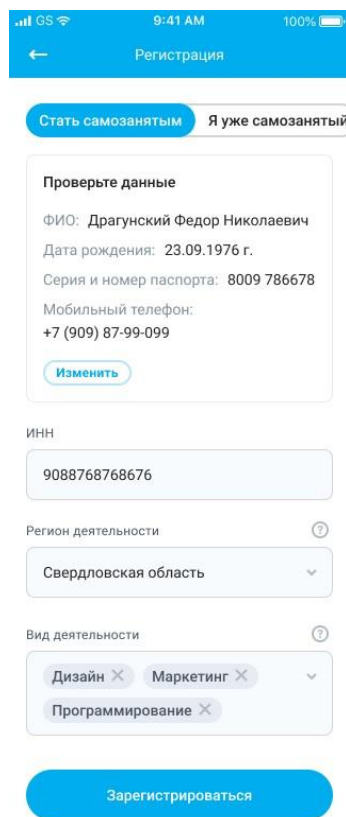 GS 9:41 AM 100%
Регистрация
Стать самозанятым Я уже самозанятый
Проверьте данные
ФИО: Драгунский Федор Николаевич
Дата рождения: 23.09.1976 г.
Серия и номер паспорта: 8009 786678
Мобильный телефон:
+7 (909) 87-99-099
Изменить
ИНН
9088768768676
Регион деятельности ?
Свердловская область
Вид деятельности ?
Дизайн Маркетинг
Программирование
Зарегистрироваться